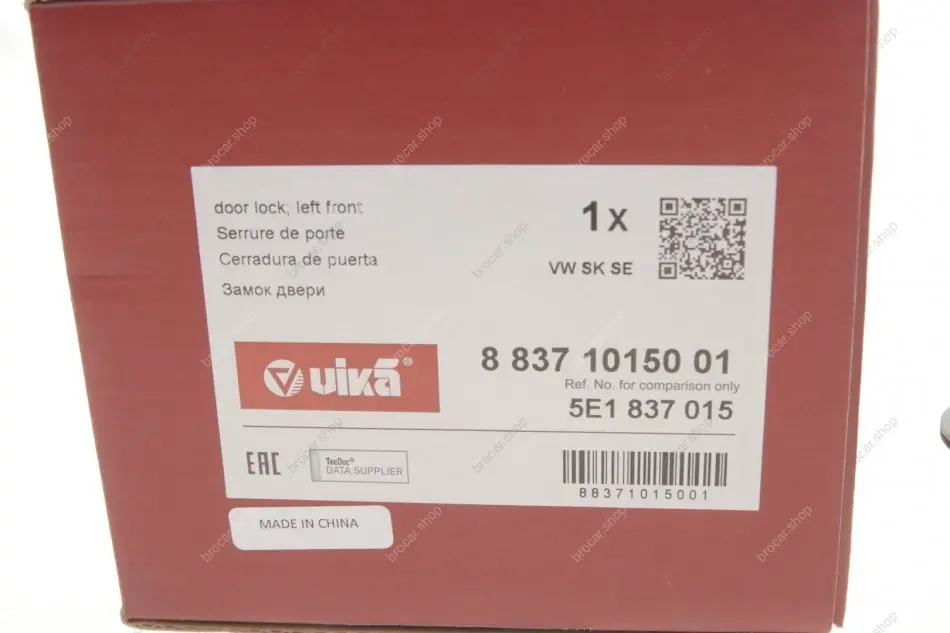 door lock; left front
Serrure de porte
Cerradura de puerta
Замок двери
1x
VW SK SE
vika®
8 837 10150 01
Ref. No. for comparison only
5E1 837 015
EAC
TecDoc®
DATA SUPPLIER
88371015001
MADE IN CHINA
brocar.shop